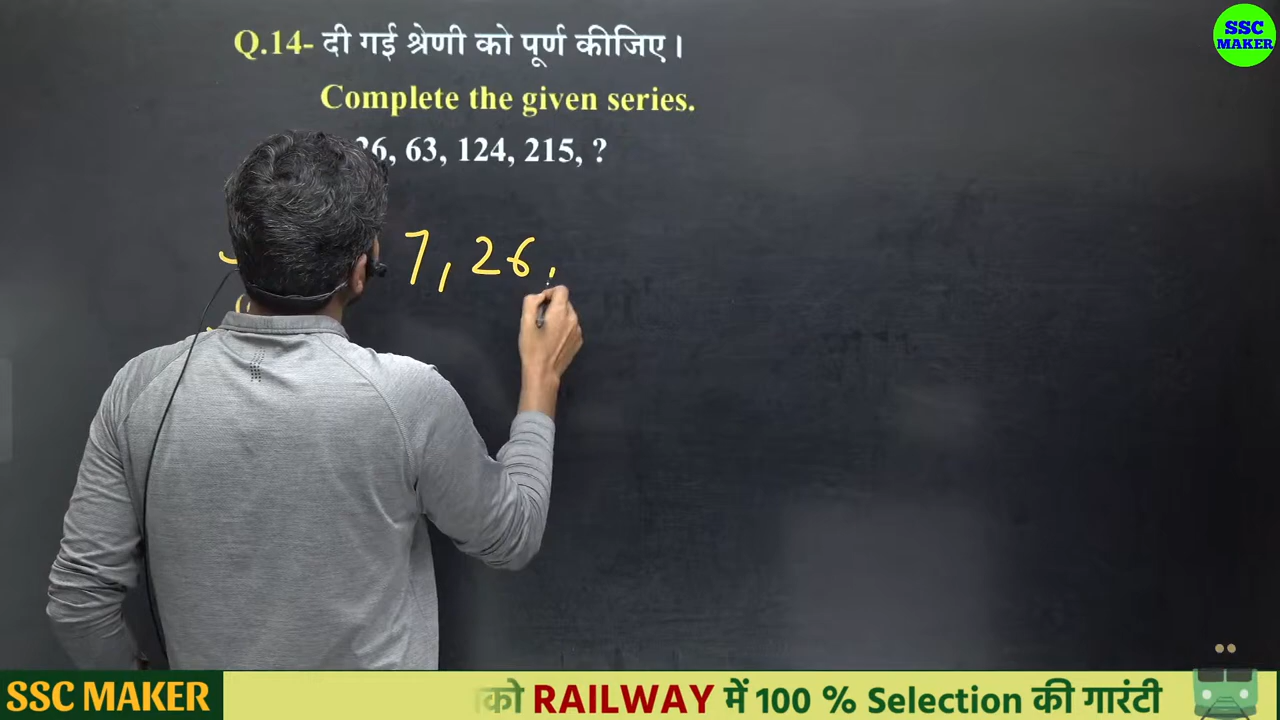 Q.14- दी गई श्रेणी को पूर्ण कीजिए।
SSC
MAKER
Complete the given series.
26, 63, 124, 215, ?
7, 26,
SSC MAKER
को RAILWAY में 100 % Selection की गारंटी